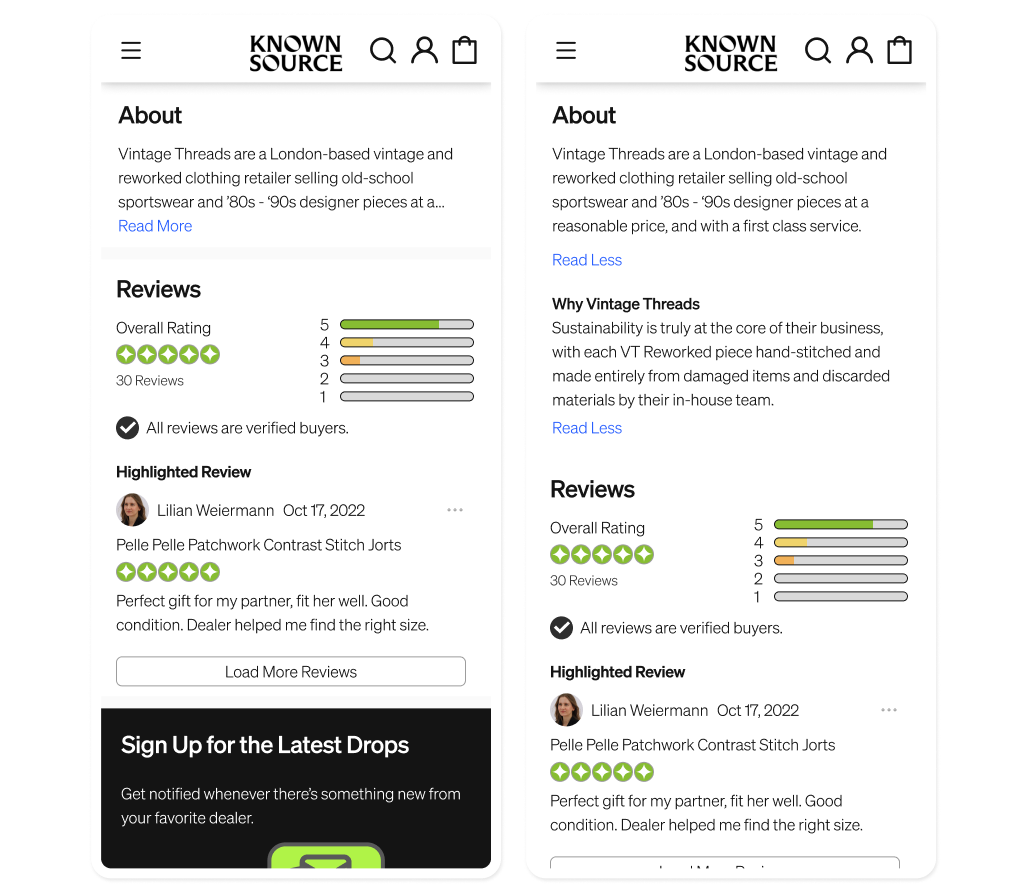 KNOWN
SOURCE
About
Vintage Threads are a London-based vintage and
reworked clothing retailer selling old-school
sportswear and ’80s - ‘90s designer pieces at a...
Read More
Reviews
Overall Rating
30 Reviews
5
4
3
2
1
All reviews are verified buyers.
Highlighted Review
Lilian Weiermann Oct 17, 2022
Pelle Pelle Patchwork Contrast Stitch Jorts
Perfect gift for my partner, fit her well. Good
condition. Dealer helped me find the right size.
Load More Reviews
Sign Up for the Latest Drops
Get notified whenever there’s something new from
your favorite dealer.
KNOWN
SOURCE
About
Vintage Threads are a London-based vintage and
reworked clothing retailer selling old-school
sportswear and ’80s - ‘90s designer pieces at a
reasonable price, and with a first class service.
Read Less
Why Vintage Threads
Sustainability is truly at the core of their business,
with each VT Reworked piece hand-stitched and
made entirely from damaged items and discarded
materials by their in-house team.
Read Less
Reviews
Overall Rating
30 Reviews
5
4
3
2
1
All reviews are verified buyers.
Highlighted Review
Lilian Weiermann Oct 17, 2022
Pelle Pelle Patchwork Contrast Stitch Jorts
Perfect gift for my partner, fit her well. Good
condition. Dealer helped me find the right size.